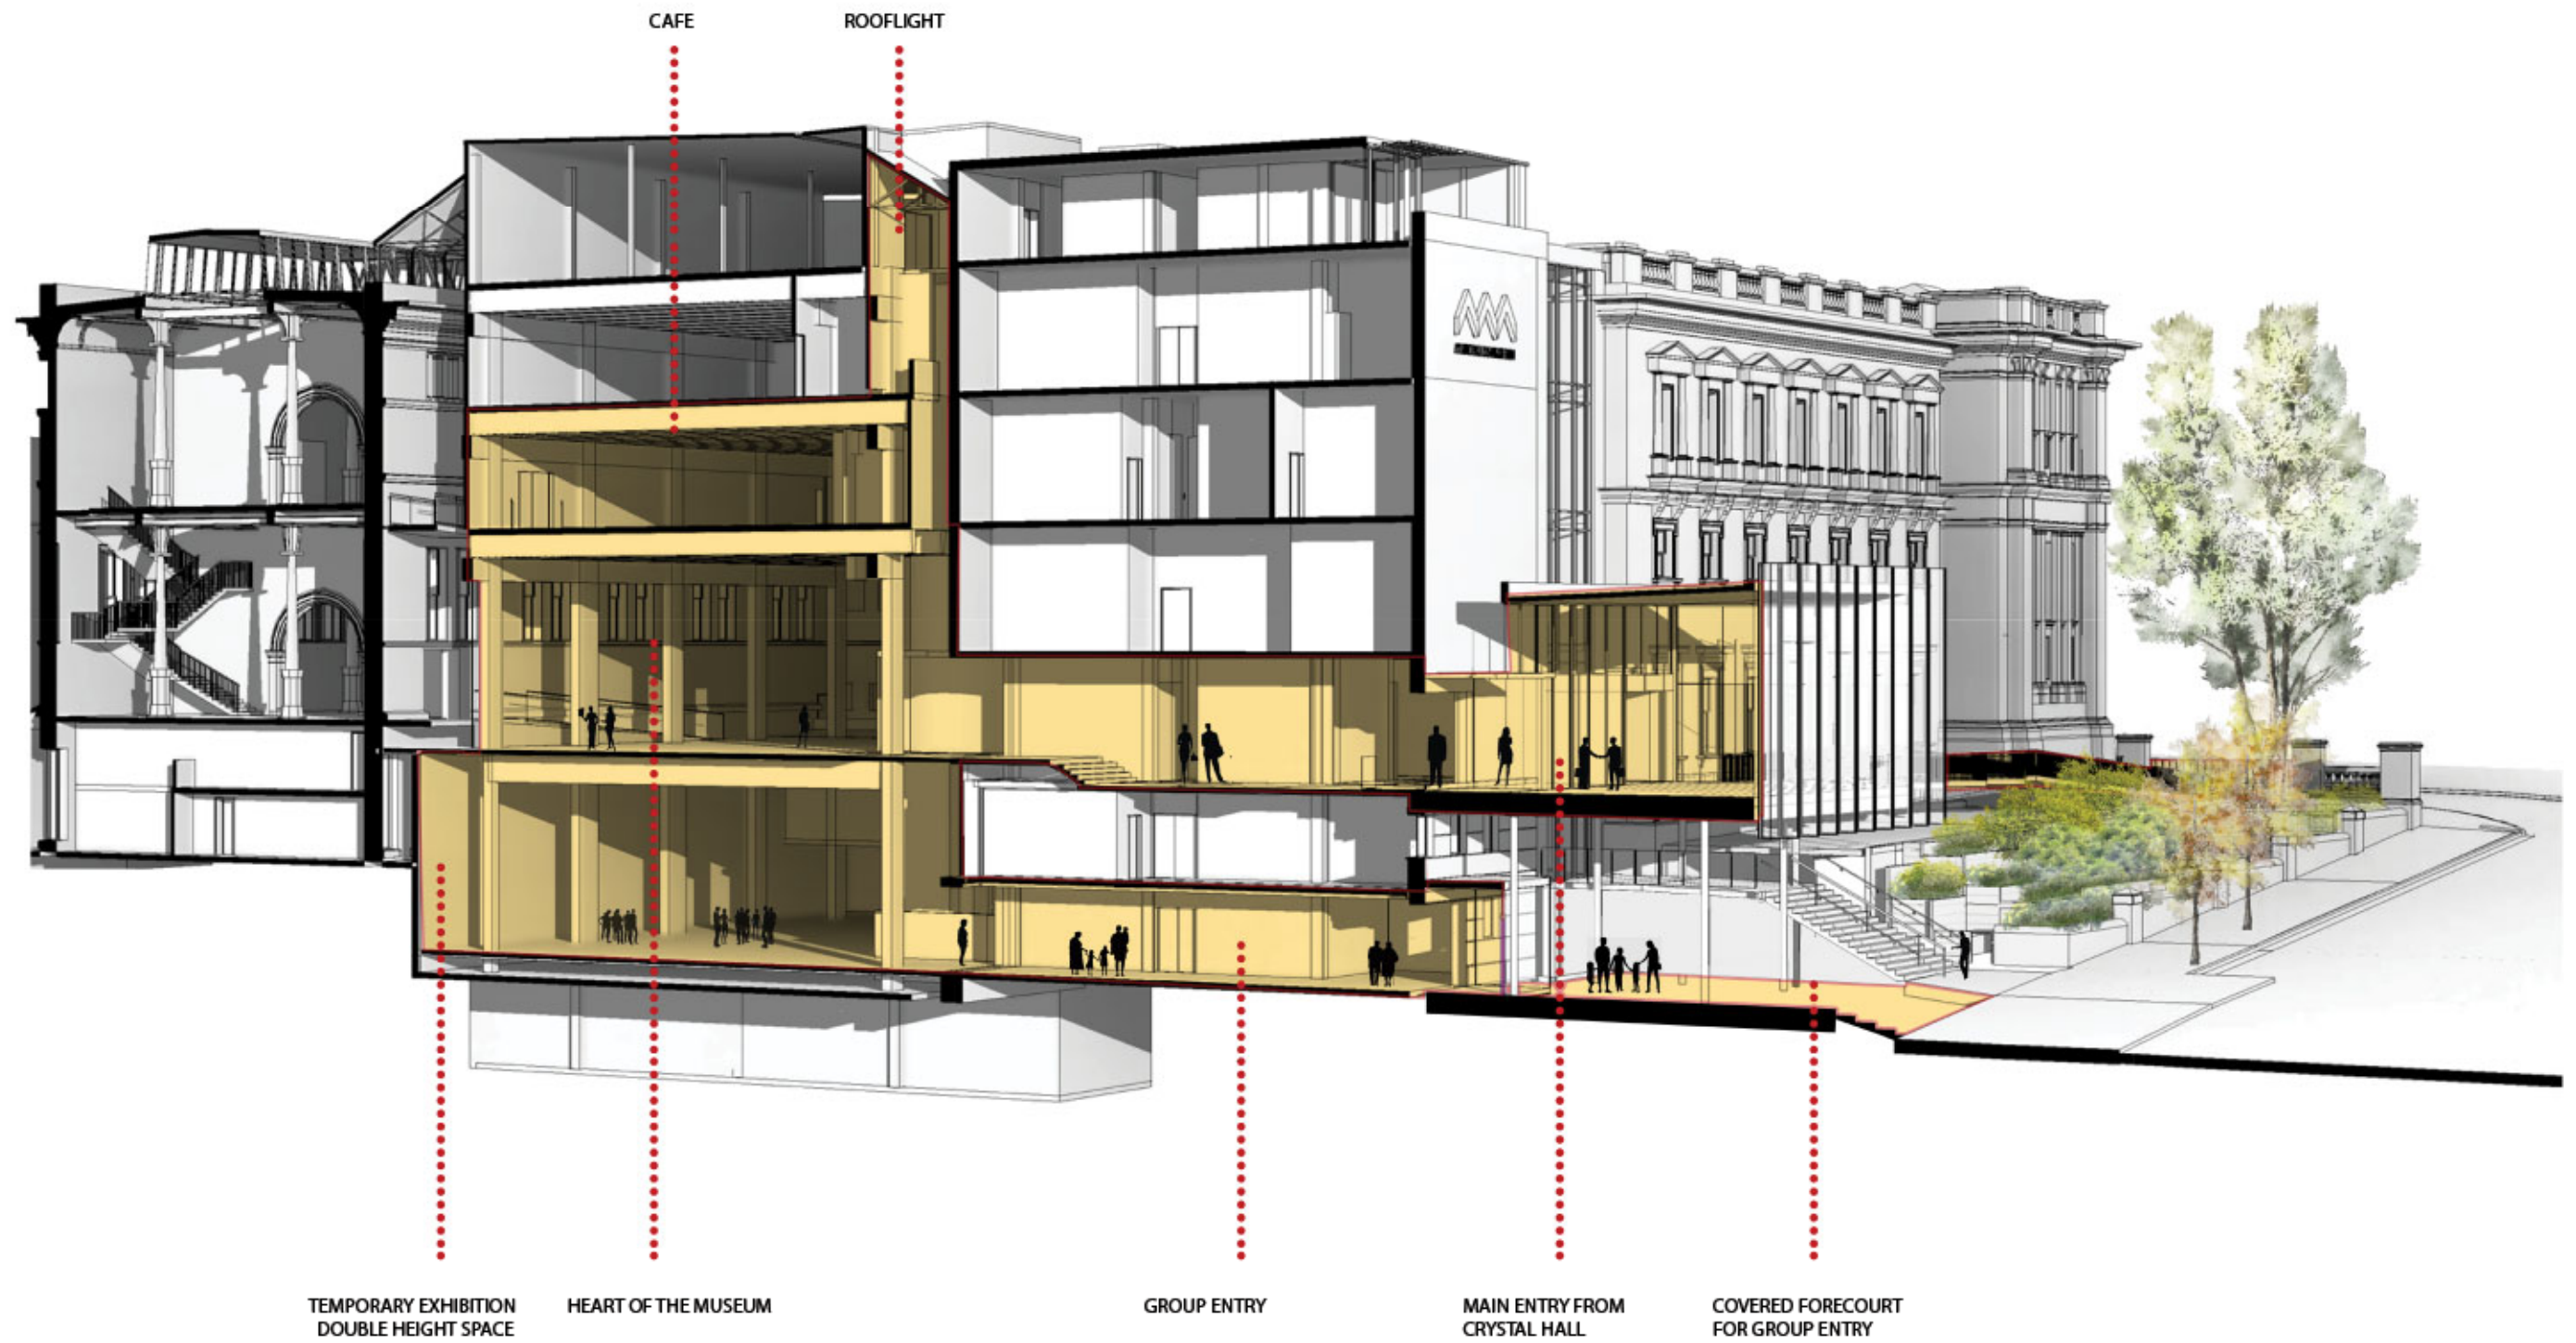 CAFE
ROOFLIGHT
TEMPORARY EXHIBITION
DOUBLE HEIGHT SPACE
HEART OF THE MUSEUM
GROUP ENTRY
MAIN ENTRY FROM
CRYSTAL HALL
COVERED FORECOURT
FOR GROUP ENTRY